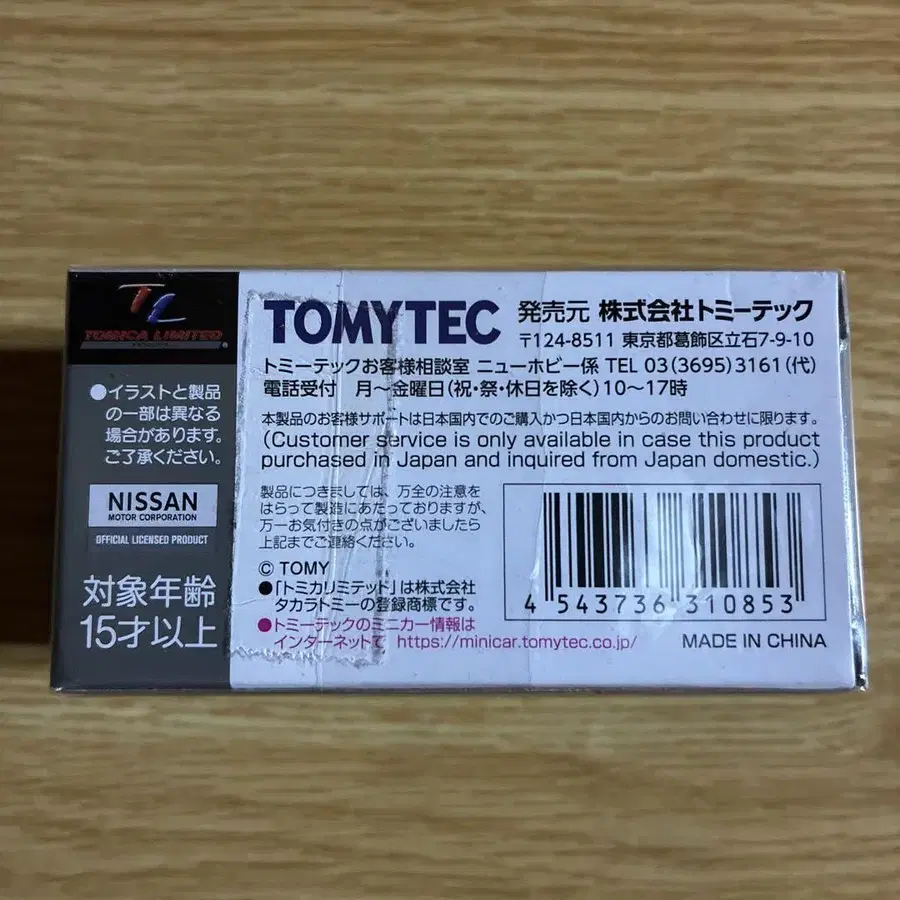 TL
TOMICA LIMITED
®
●イラストと製品
の一部は異なる
場合があります。
ご了承ください。
NISSAN
MOTOR CORPORATION
OFFICIAL LICENSED PRODUCT
対象年齢
15才以上
TOMYTEC 発売元 株式会社トミーテック
〒124-8511 東京都葛飾区立石7-9-10
トミーテックお客様相談室 ニューホビー係 TEL 03(3695)3161(代)
電話受付 月～金曜日(祝・祭・休日を除く)10～17時
本製品のお客様サポートは日本国内でのご購入かつ日本国内からのお問い合わせに限ります。
(Customer service is only available in case this product
purchased in Japan and inquired from Japan domestic.)
製品につきましては、万全の注意を
はらって製造にあたっておりますが、
万一お気付きの点がございましたら
上記までご連絡ください。
© TOMY
●「トミカリミテッド」は株式会社
タカラトミーの登録商標です。
●トミーテックのミニカー情報は
インターネットで https://minicar.tomytec.co.jp/
4 543736 310853
MADE IN CHINA